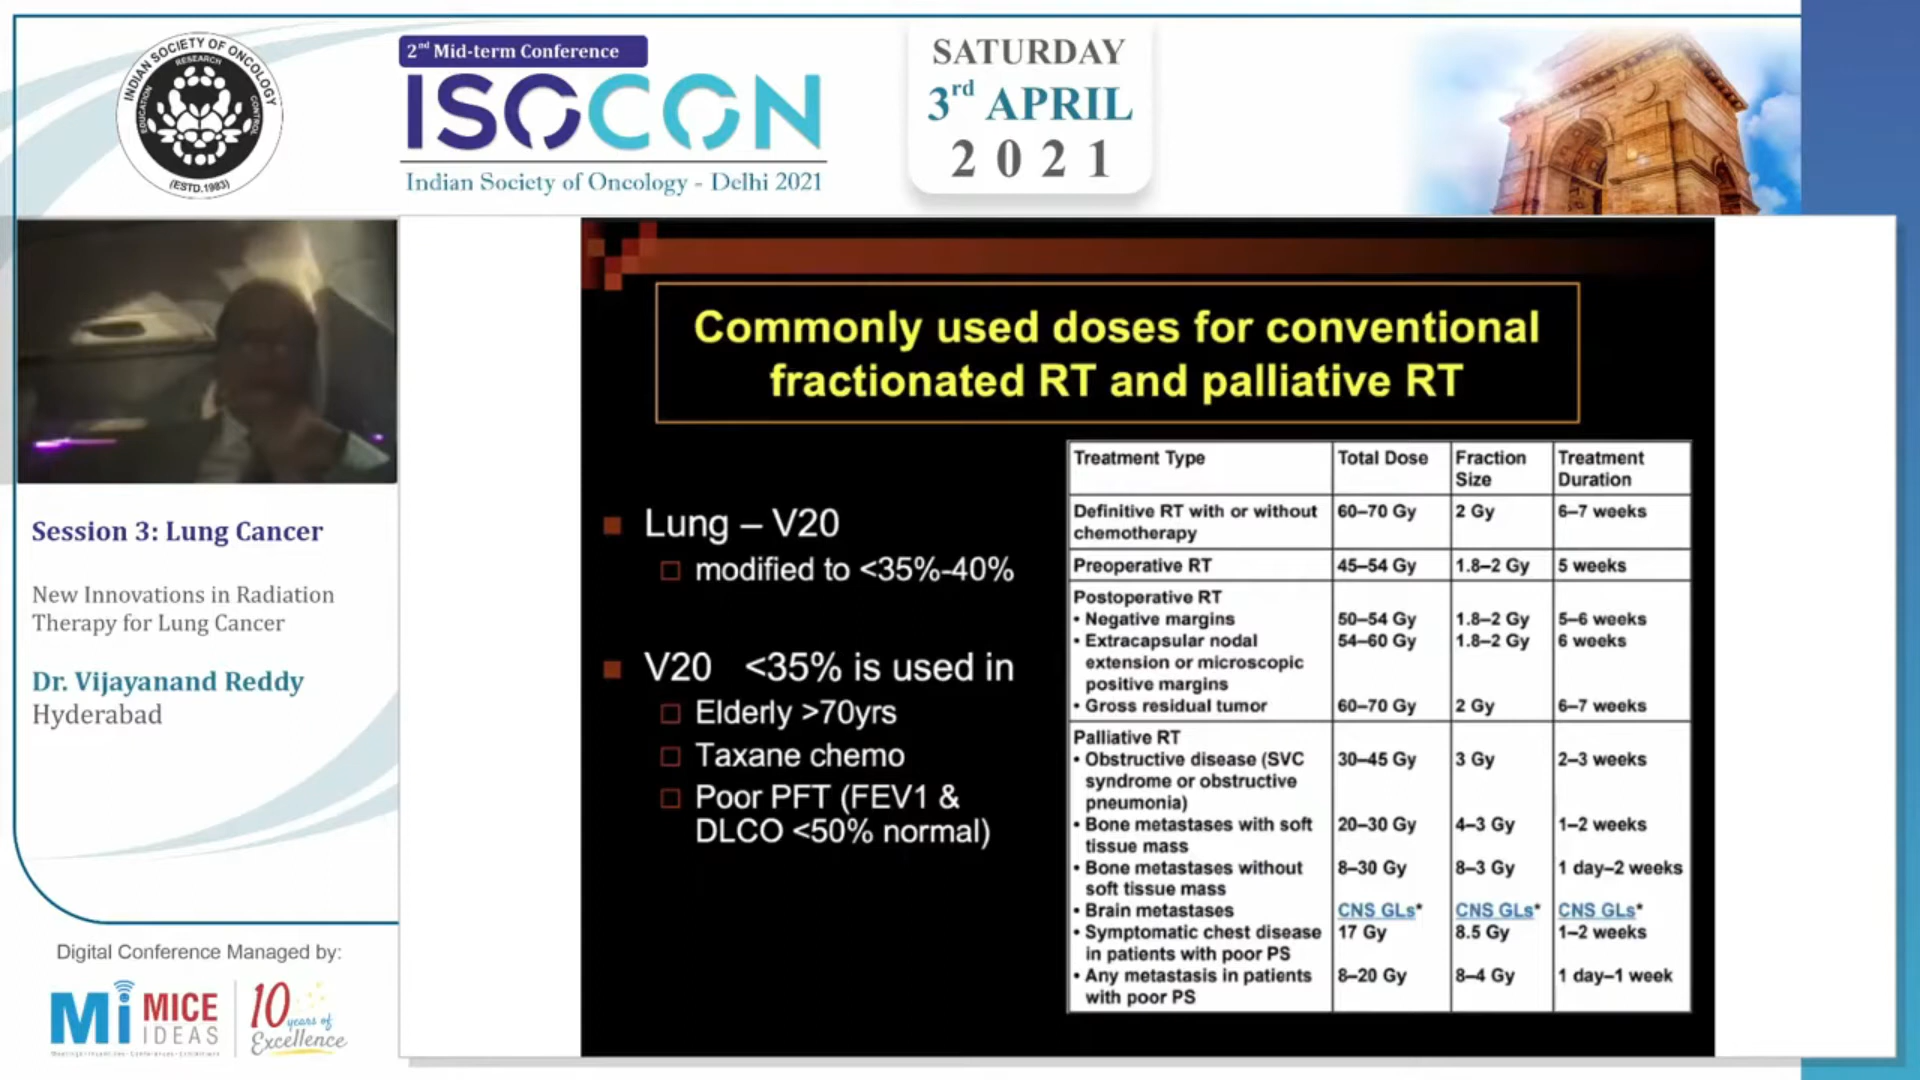 INDIAN SOCIETY OF ONCOLOGY
RESEARCH
EDUCATION
CONTROL
(ESTD.1983)
2nd Mid-term Conference
ISOCON
Indian Society of Oncology - Delhi 2021
SATURDAY
3rd APRIL
2021
Session 3: Lung Cancer
New Innovations in Radiation
Therapy for Lung Cancer
Dr. Vijayanand Reddy
Hyderabad
Digital Conference Managed by:
Mi MICE
IDEAS
10
years of
Excellence
Commonly used doses for conventional
fractionated RT and palliative RT
Lung – V20
modified to <35%-40%
V20 <35% is used in
Elderly >70yrs
Taxane chemo
Poor PFT (FEV1 &
DLCO <50% normal)
Treatment Type Total Dose Fraction Treatment
Size Duration
Definitive RT with or without 60–70 Gy 2 Gy 6–7 weeks
chemotherapy
Preoperative RT 45–54 Gy 1.8–2 Gy 5 weeks
Postoperative RT
• Negative margins 50–54 Gy 1.8–2 Gy 5–6 weeks
• Extracapsular nodal 54–60 Gy 1.8–2 Gy 6 weeks
extension or microscopic
positive margins
• Gross residual tumor 60–70 Gy 2 Gy 6–7 weeks
Palliative RT
• Obstructive disease (SVC 30–45 Gy 3 Gy 2–3 weeks
syndrome or obstructive
pneumonia)
• Bone metastases with soft 20–30 Gy 4–3 Gy 1–2 weeks
tissue mass
• Bone metastases without 8–30 Gy 8–3 Gy 1 day–2 weeks
soft tissue mass
• Brain metastases CNS GLs* CNS GLs* CNS GLs*
• Symptomatic chest disease 17 Gy 8.5 Gy 1–2 weeks
in patients with poor PS
• Any metastasis in patients 8–20 Gy 8–4 Gy 1 day–1 week
with poor PS